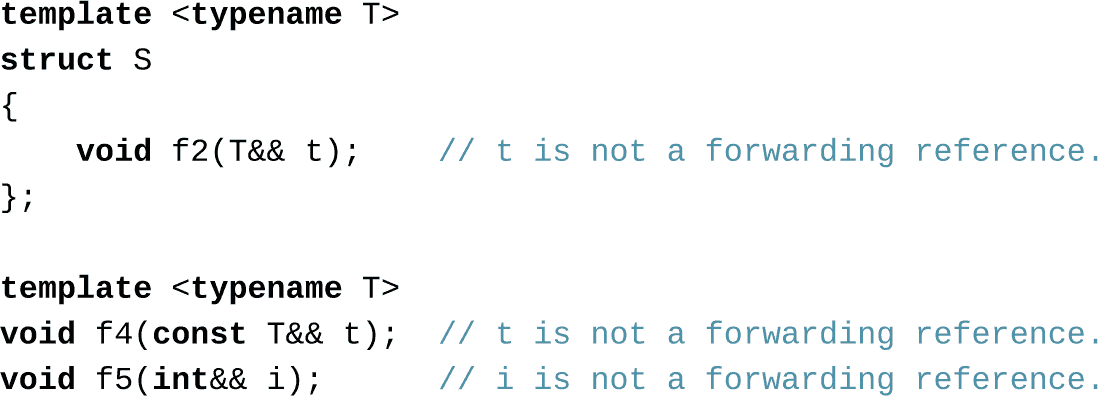 template <typename T>
struct S
{
    void f2(T&& t);    // t is not a forwarding reference.
};

template <typename T>
void f4(const T&& t);  // t is not a forwarding reference.
void f5(int&& i);      // i is not a forwarding reference.